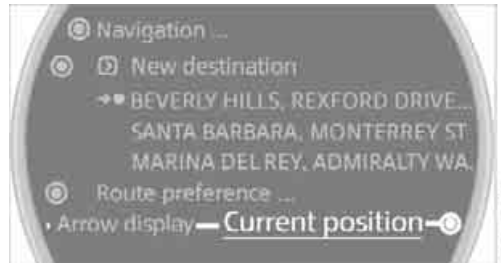 Navigation ...
New destination
BEVERLY HILLS, REXFORD DRIVE...
SANTA BARBARA, MONTERREY ST
MARINA DEL REY, ADMIRALTY WA.
Route preference ...
Arrow display Current position